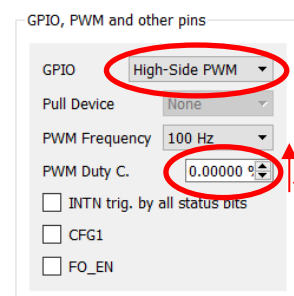 GPIO, PWM and other pins
GPIO High-Side PWM
Pull Device None
PWM Frequency 100 Hz
PWM Duty C. 0.00000 %
INTN trig. by all status bits
CFG1
FO_EN